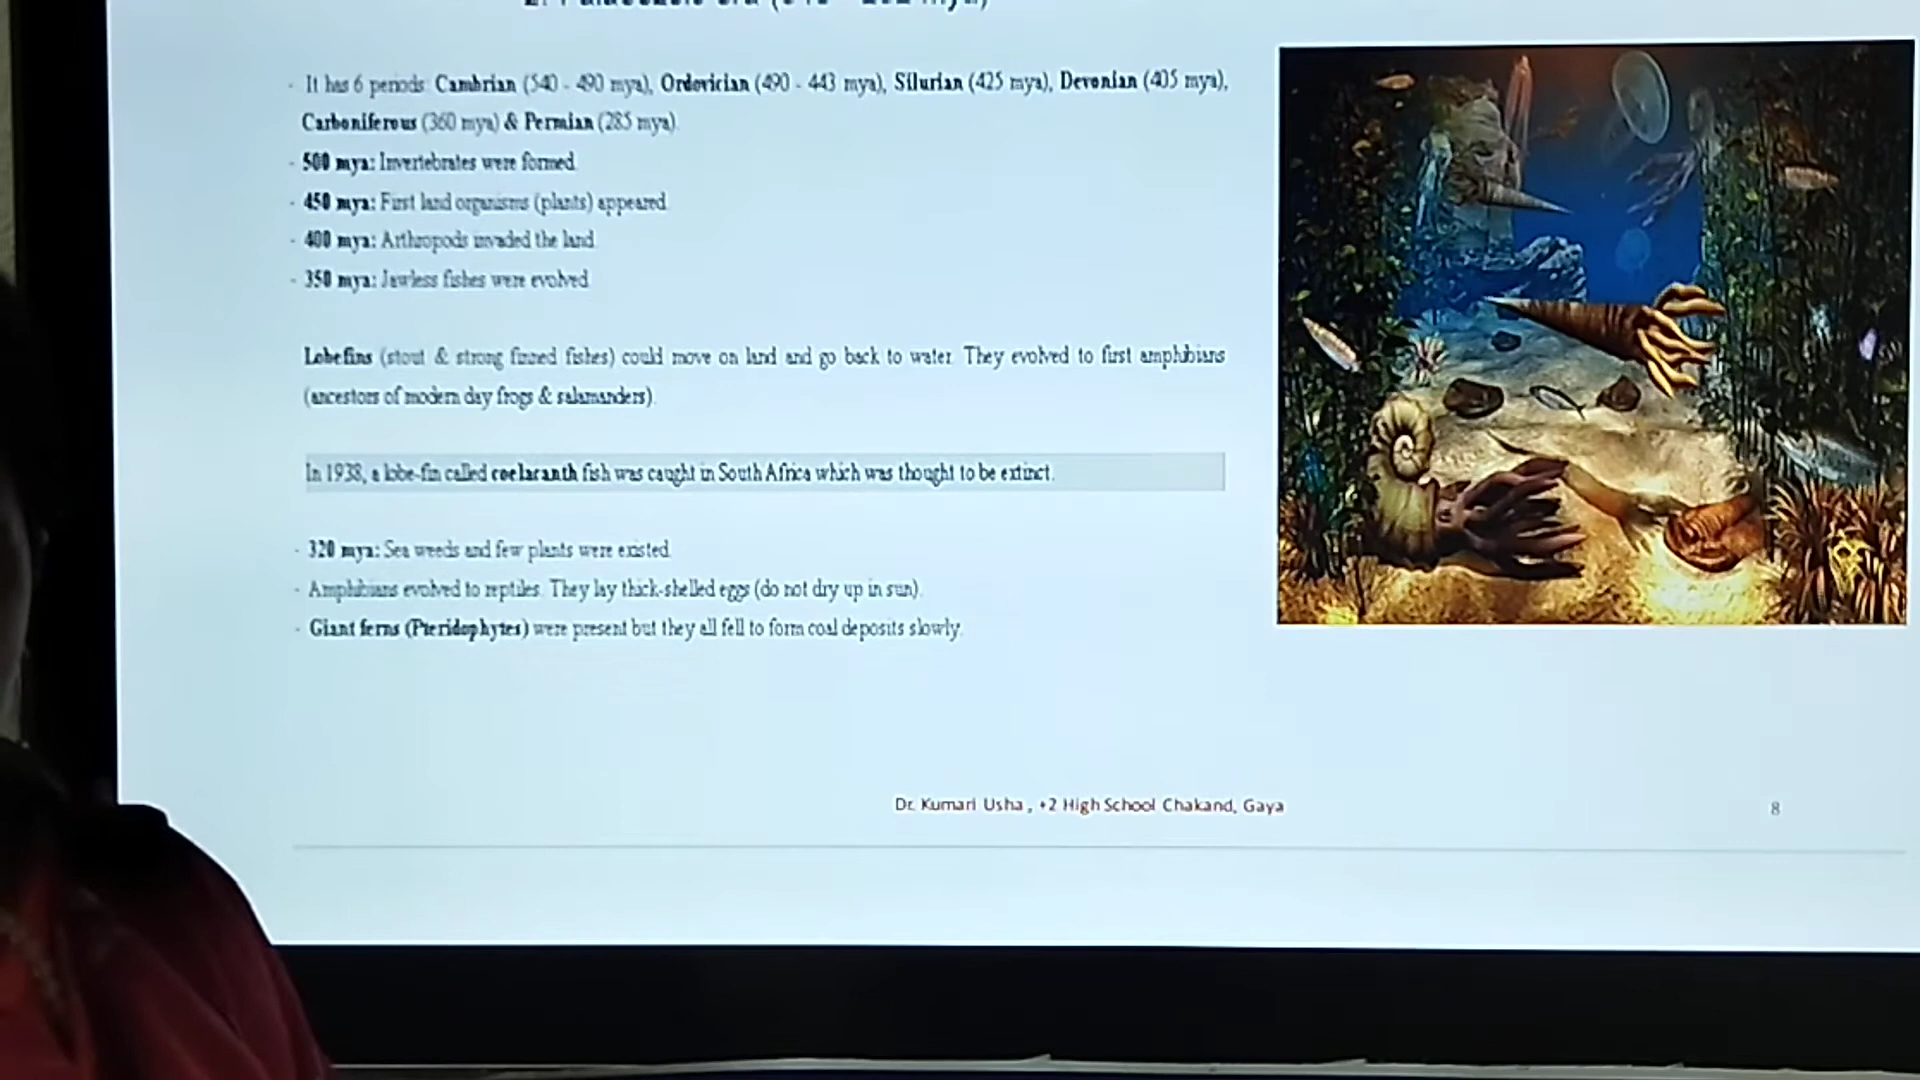 - It has 6 periods: Cambrian (540 - 490 mya), Ordovician (490 - 443 mya), Silurian (425 mya), Devonian (405 mya),
Carboniferous (360 mya) & Permian (285 mya).
- 500 mya: Invertebrates were formed.
- 450 mya: First land organisms (plants) appeared.
- 400 mya: Arthropods invaded the land.
- 350 mya: Jawless fishes were evolved.
Lobefins (stout & strong finned fishes) could move on land and go back to water. They evolved to first amphibians
(ancestors of modern day frogs & salamanders).
In 1938, a lobe-fin called coelacanth fish was caught in South Africa which was thought to be extinct.
- 320 mya: Sea weeds and few plants were existed.
- Amphibians evolved to reptiles. They lay thick-shelled eggs (do not dry up in sun).
- Giant ferns (Pteridophytes) were present but they all fell to form coal deposits slowly.
Dr. Kumari Usha , +2 High School Chakand, Gaya
8